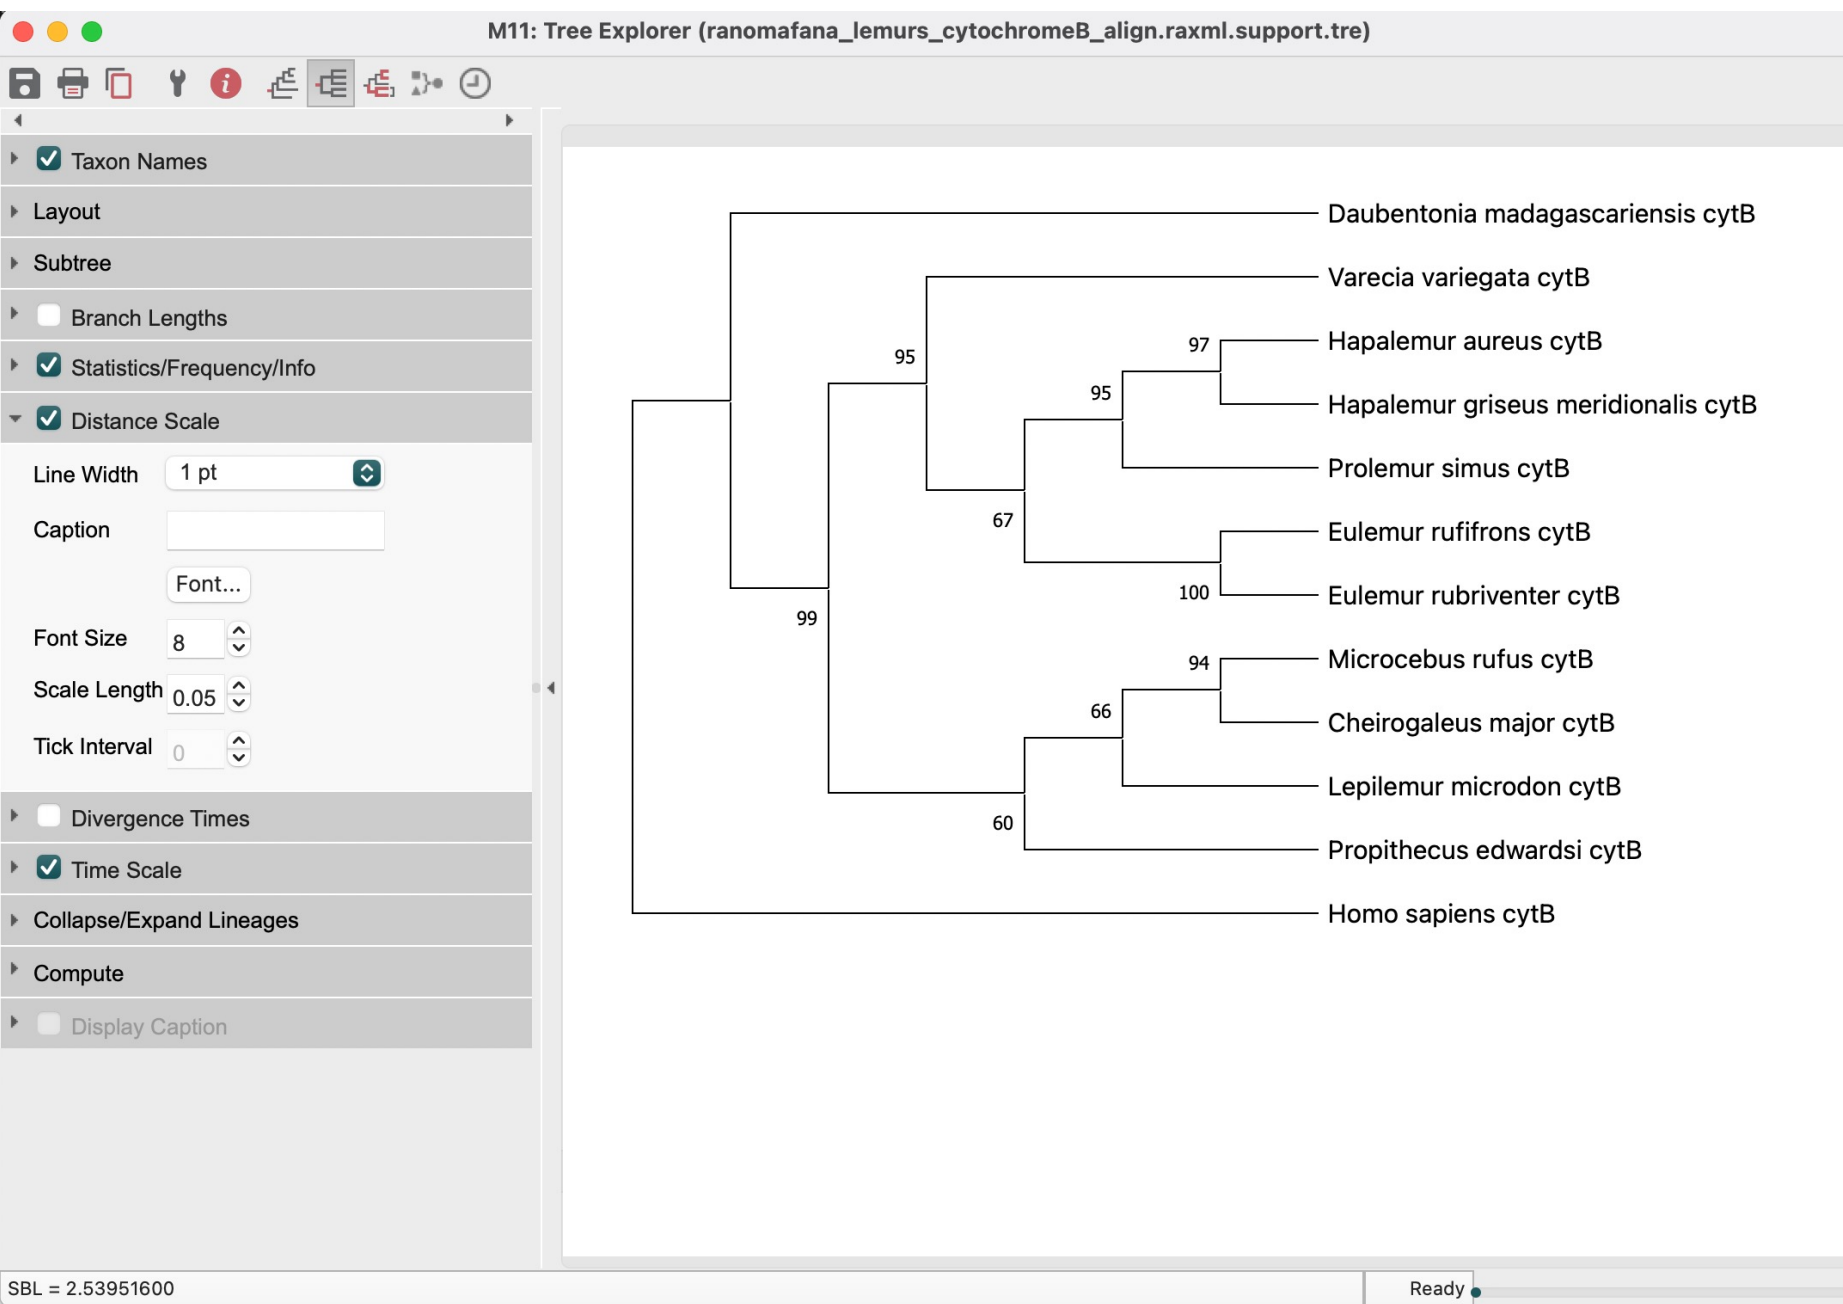 M11: Tree Explorer (ranomafana_lemurs_cytochromeB_align.raxml.support.tre)
Taxon Names
Layout
Subtree
Branch Lengths
Statistics/Frequency/Info
Distance Scale
Line Width 1 pt
Caption
Font...
Font Size 8
Scale Length 0.05
Tick Interval 0
Divergence Times
Time Scale
Collapse/Expand Lineages
Compute
Display Caption
Daubentonia madagascariensis cytB
Varecia variegata cytB
97 Hapalemur aureus cytB
95
95
Hapalemur griseus meridionalis cytB
Prolemur simus cytB
67
Eulemur rufifrons cytB
100 Eulemur rubriventer cytB
99
94 Microcebus rufus cytB
66
Cheirogaleus major cytB
Lepilemur microdon cytB
60
Propithecus edwardsi cytB
Homo sapiens cytB
SBL = 2.53951600
Ready